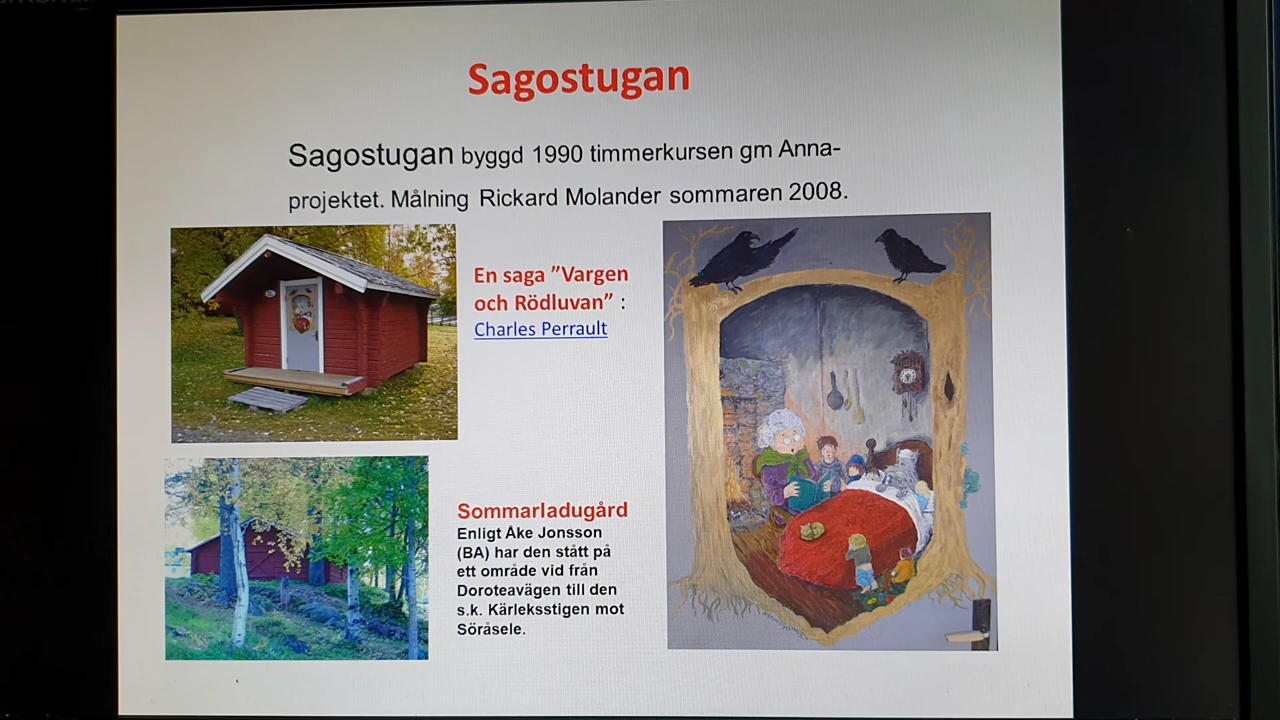 Sagostugan
Sagostugan byggd 1990 timmerkursen gm Anna-
projektet. Målning Rickard Molander sommaren 2008.
En saga ”Vargen
och Rödluvan” :
Charles Perrault
Sommarladugård
Enligt Åke Jonsson
(BA) har den stått på
ett område vid från
Doroteavägen till den
s.k. Kärleksstigen mot
Söråsele.